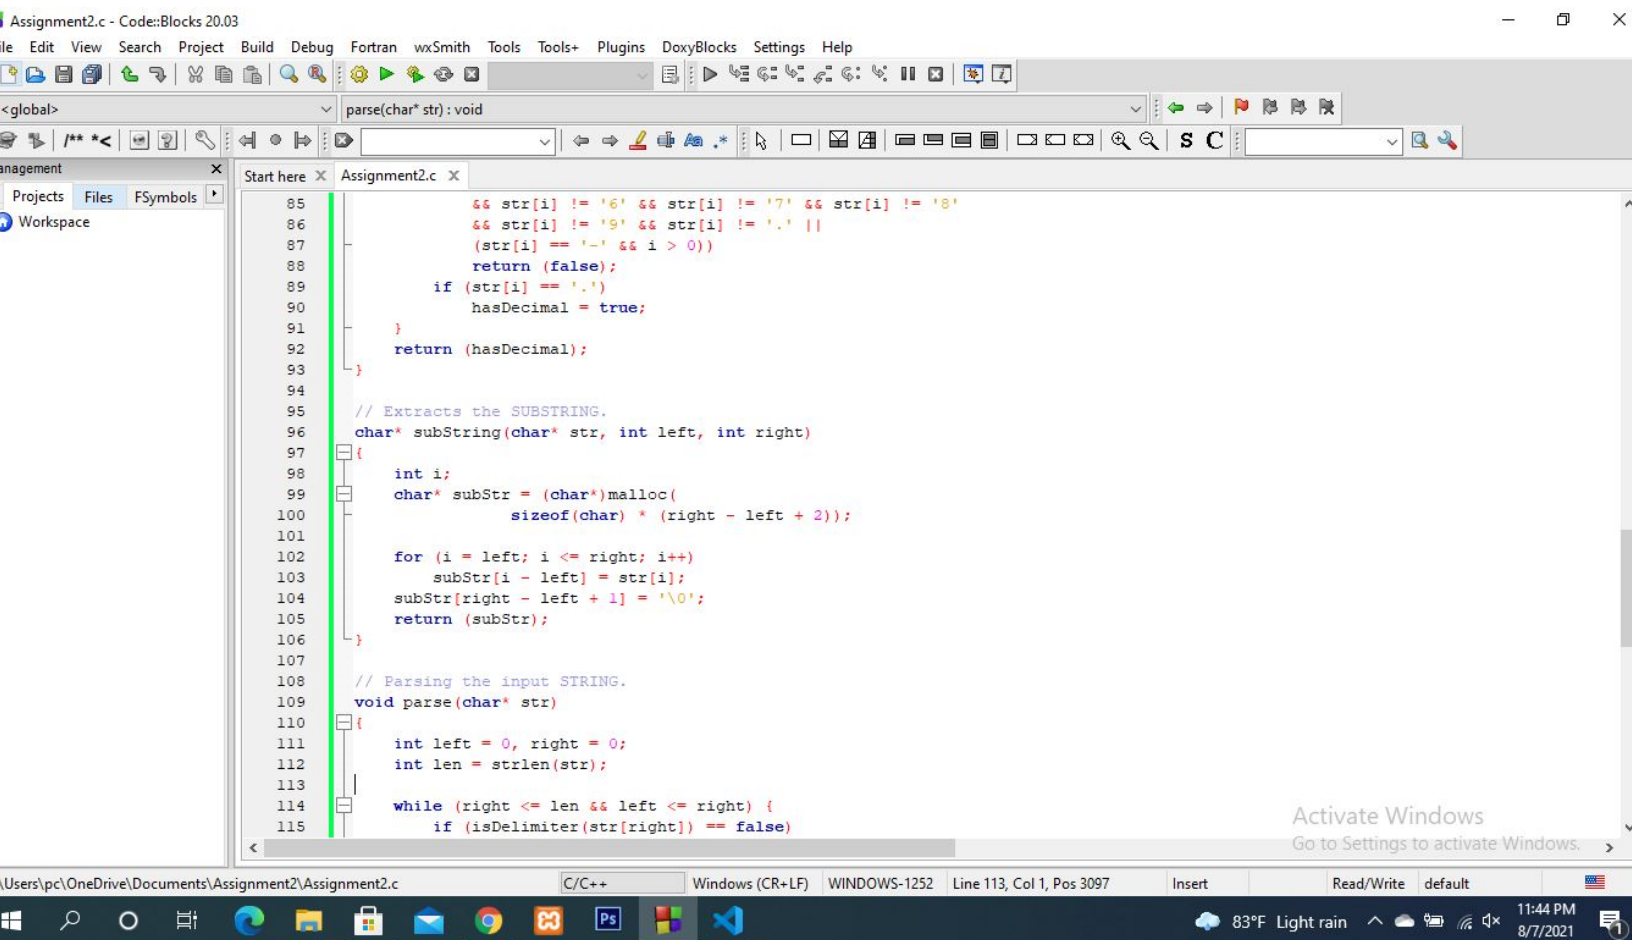 Assignment2.c - Code::Blocks 20.03
ile Edit View Search Project Build Debug Fortran wxSmith Tools Tools+ Plugins DoxyBlocks Settings Help
<global> parse(char* str) : void
/** *< Aa .* S C
anagement
Projects Files FSymbols
Workspace
Start here Assignment2.c
85 && str[i] != '6' && str[i] != '7' && str[i] != '8'
86 && str[i] != '9' && str[i] != '.' ||
87 (str[i] == '-' && i > 0))
88 return (false);
89 if (str[i] == '.')
90 hasDecimal = true;
91 }
92 return (hasDecimal);
93 }
94
95 // Extracts the SUBSTRING.
96 char* subString(char* str, int left, int right)
97 {
98 int i;
99 char* subStr = (char*)malloc(
100 sizeof(char) * (right - left + 2));
101
102 for (i = left; i <= right; i++)
103 subStr[i - left] = str[i];
104 subStr[right - left + 1] = '\0';
105 return (subStr);
106 }
107
108 // Parsing the input STRING.
109 void parse(char* str)
110 {
111 int left = 0, right = 0;
112 int len = strlen(str);
113
114 while (right <= len && left <= right) {
115 if (isDelimiter(str[right]) == false)
Activate Windows
Go to Settings to activate Windows.
\Users\pc\OneDrive\Documents\Assignment2\Assignment2.c C/C++ Windows (CR+LF) WINDOWS-1252 Line 113, Col 1, Pos 3097 Insert Read/Write default
Ps 83°F Light rain 11:44 PM
8/7/2021 1